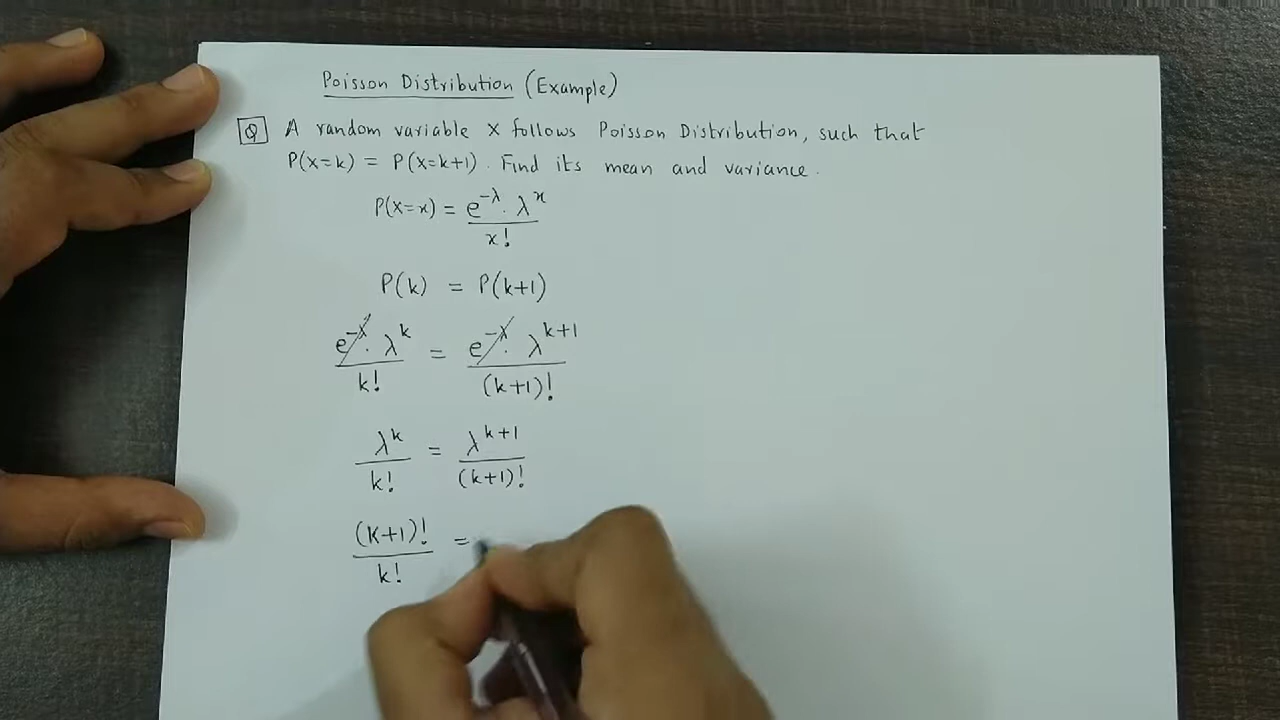 Poisson Distribution (Example)
Q A random variable X follows Poisson Distribution, such that
P(X=k) = P(X=k+1). Find its mean and variance.
P(X=x) = e^-λ . λ^x / x!
P(k) = P(k+1)
e^-λ . λ^k / k! = e^-λ . λ^k+1 / (k+1)!
λ^k / k! = λ^k+1 / (k+1)!
(k+1)! / k! =